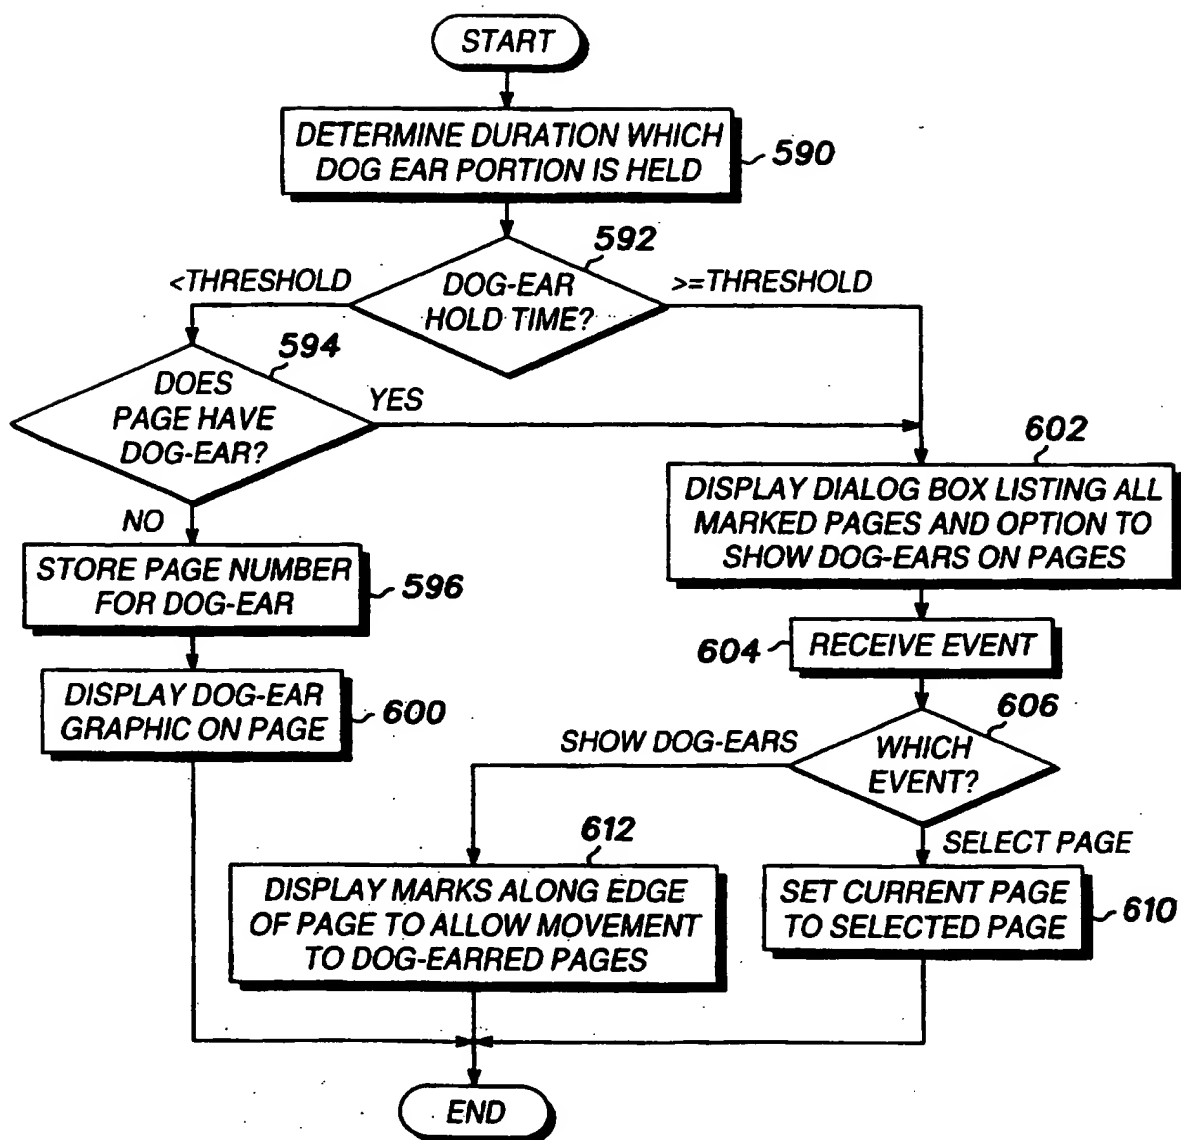 START
DETERMINE DURATION WHICH
DOG EAR PORTION IS HELD
590
592
<THRESHOLD
DOG-EAR
HOLD TIME?
>=THRESHOLD
594
DOES
PAGE HAVE
DOG-EAR?
YES
NO
602
DISPLAY DIALOG BOX LISTING ALL
MARKED PAGES AND OPTION TO
SHOW DOG-EARS ON PAGES
STORE PAGE NUMBER
FOR DOG-EAR
596
604
RECEIVE EVENT
DISPLAY DOG-EAR
GRAPHIC ON PAGE
600
606
SHOW DOG-EARS
WHICH
EVENT?
SELECT PAGE
612
DISPLAY MARKS ALONG EDGE
OF PAGE TO ALLOW MOVEMENT
TO DOG-EARRED PAGES
SET CURRENT PAGE
TO SELECTED PAGE
610
END